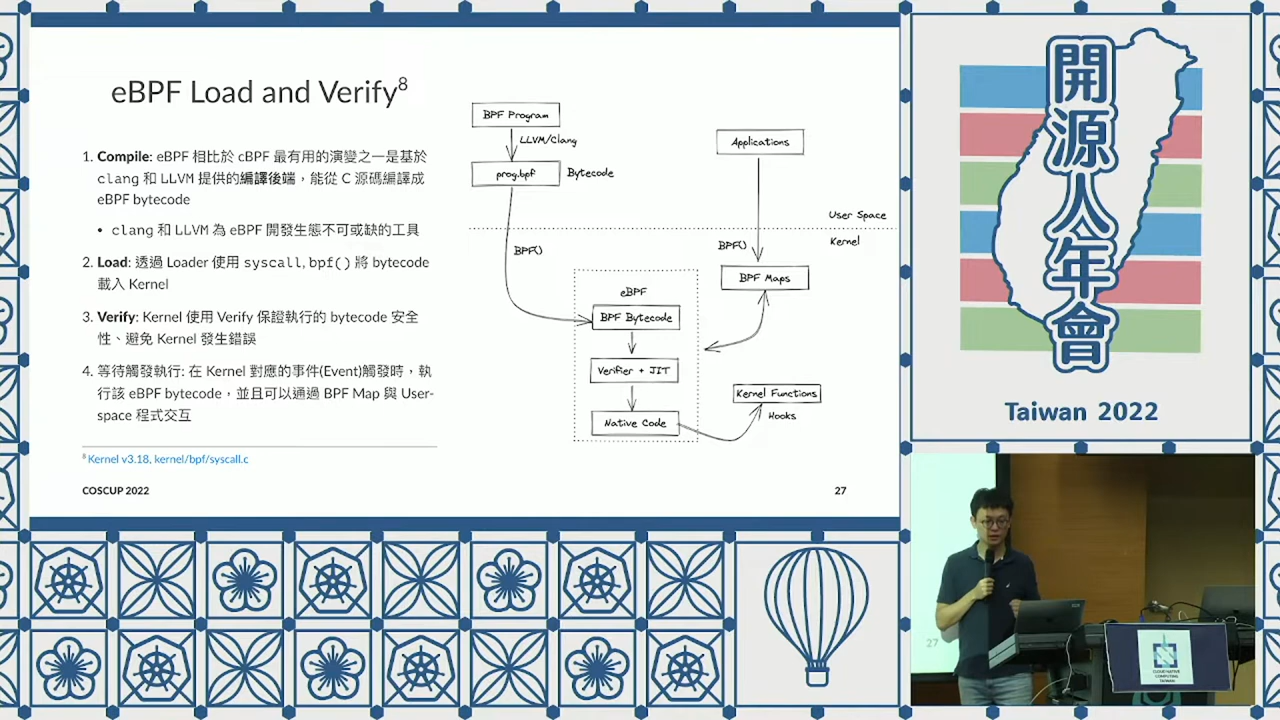 eBPF Load and Verify8
1. Compile: eBPF 相比於 cBPF 最有用的演變之一是基於
clang 和 LLVM 提供的編譯後端，能從 C 源碼編譯成
eBPF bytecode
• clang 和 LLVM 為 eBPF 開發生態不可或缺的工具
2. Load: 透過 Loader 使用 syscall, bpf() 將 bytecode
載入 Kernel
3. Verify: Kernel 使用 Verify 保證執行的 bytecode 安全
性、避免 Kernel 發生錯誤
4. 等待觸發執行: 在 Kernel 對應的事件(Event)觸發時，執
行該 eBPF bytecode，並且可以通過 BPF Map 與 User-
space 程式交互
8 Kernel v3.18, kernel/bpf/syscall.c
COSCUP 2022
27
BPF Program
LLVM/Clang
prog.bpf
Bytecode
Applications
User Space
Kernel
BPF()
BPF()
BPF Maps
eBPF
BPF Bytecode
Verifier + JIT
Native Code
Kernel Functions
Hooks
開源人年會
Taiwan 2022
27
CLOUD NATIVE
COMPUTING
TAIWAN